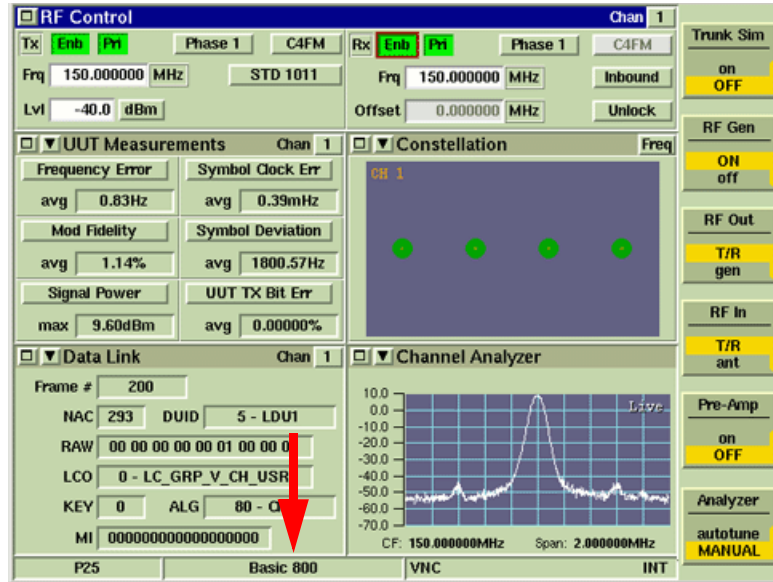 RF Control Chan 1
Tx Enb Pri Phase 1 C4FM
Frq 150.000000 MHz STD 1011
Lvl -40.0 dBm
Rx Enb Pri Phase 1 C4FM
Frq 150.000000 MHz Inbound
Offset 0.000000 MHz Unlock
UUT Measurements Chan 1
Frequency Error Symbol Clock Err
avg 0.83Hz avg 0.39mHz
Mod Fidelity Symbol Deviation
avg 1.14% avg 1800.57Hz
Signal Power UUT TX Bit Err
max 9.60dBm avg 0.00000%
Constellation Freq
CH 1
Data Link Chan 1
Frame # 200
NAC 293 DUID 5 - LDU1
RAW 00 00 00 00 00 01 00 00 0
LCO 0 - LC_GRP_V_CH_USR
KEY 0 ALG 80 -
MI 000000000000000000
Channel Analyzer
Live
10.0
0.0
-10.0
-20.0
-30.0
-40.0
-50.0
-60.0
-70.0
CF: 150.000000MHz Span: 2.000000MHz
P25 Basic 800 VNC INT
Trunk Sim
on
OFF
RF Gen
ON
off
RF Out
T/R
gen
RF In
T/R
ant
Pre-Amp
on
OFF
Analyzer
autotune
MANUAL